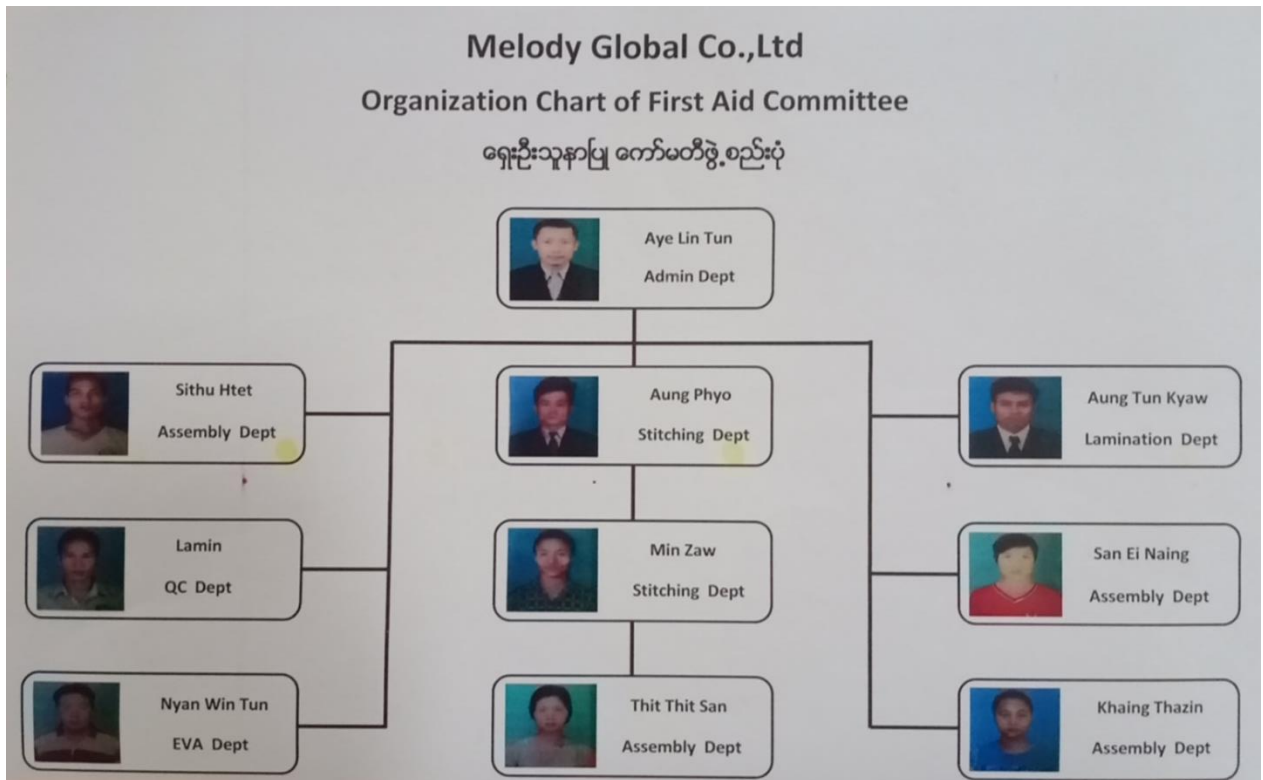 Melody Global Co.,Ltd
Organization Chart of First Aid Committee
ရှေးဦးသူနာပြု ကော်မတီဖွဲ့စည်းပုံ
Aye Lin Tun
Admin Dept
Sithu Htet
Assembly Dept
Aung Phyo
Stitching Dept
Aung Tun Kyaw
Lamination Dept
Lamin
QC Dept
Min Zaw
Stitching Dept
San Ei Naing
Assembly Dept
Nyan Win Tun
EVA Dept
Thit Thit San
Assembly Dept
Khaing Thazin
Assembly Dept